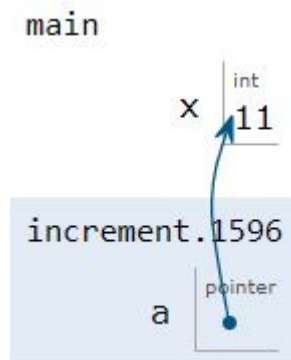 main
int
x 11
increment.1596
pointer
a